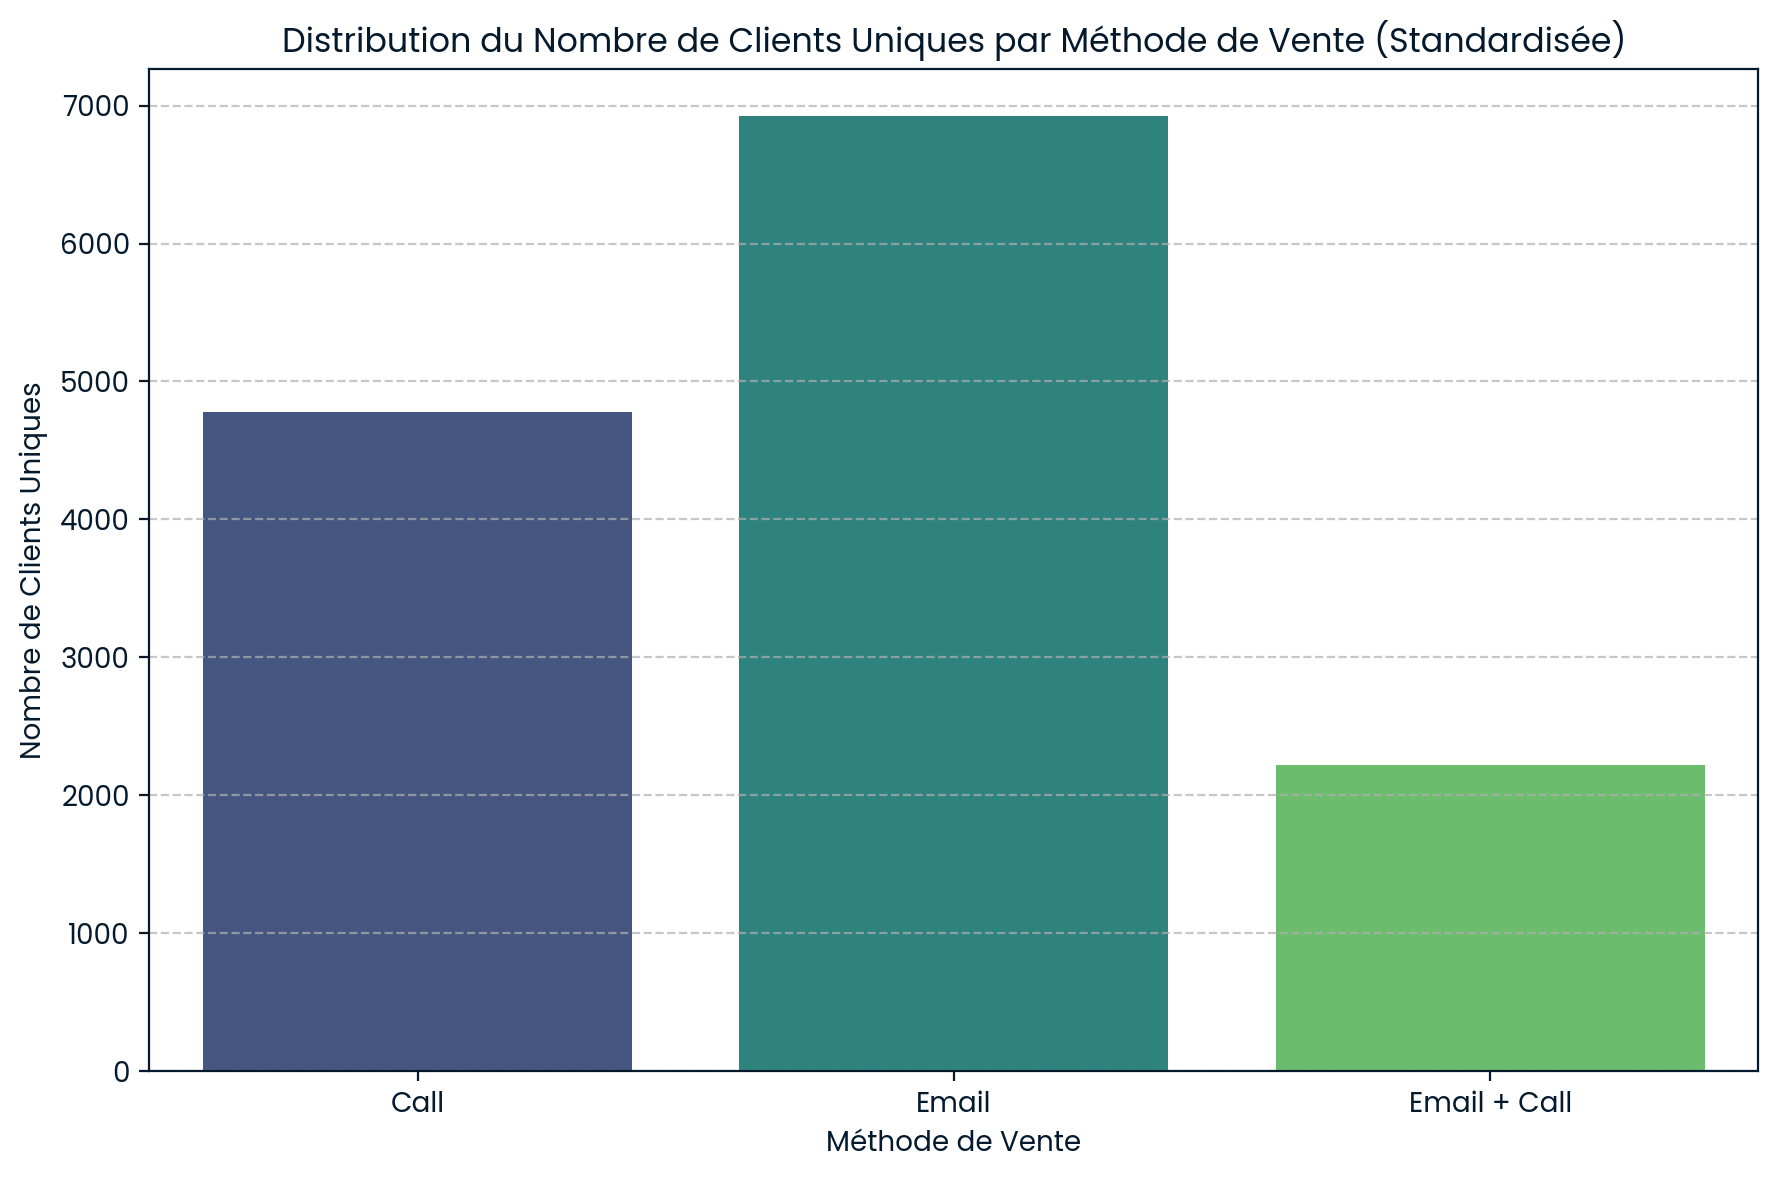 Distribution du Nombre de Clients Uniques par Méthode de Vente (Standardisée)
Nombre de Clients Uniques
7000
6000
5000
4000
3000
2000
1000
0
Call
Email
Email + Call
Méthode de Vente